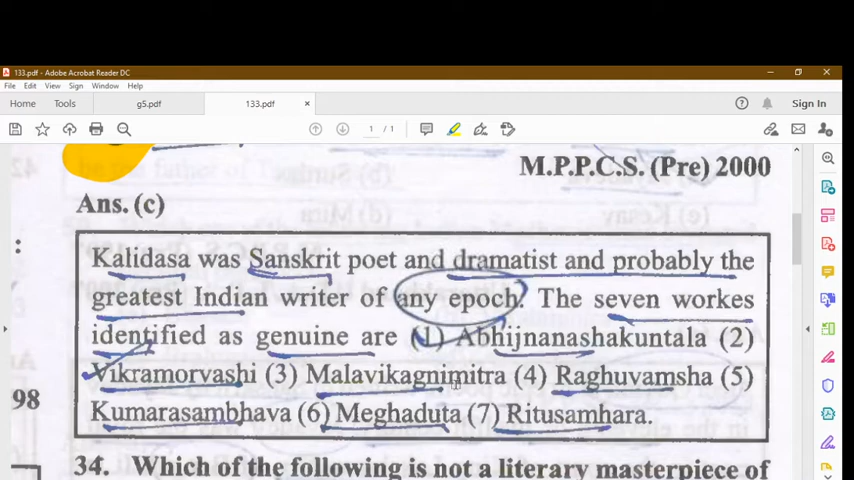 133.pdf - Adobe Acrobat Reader DC
File Edit View Sign Window Help
Home Tools g5.pdf 133.pdf × Sign In
1 / 1
M.P.P.C.S. (Pre) 2000
Ans. (c)
Kalidasa was Sanskrit poet and dramatist and probably the
greatest Indian writer of any epoch. The seven workes
identified as genuine are (1) Abhijnanashakuntala (2)
Vikramorvashi (3) Malavikagnimitra (4) Raghuvamsha (5)
98
Kumarasambhava (6) Meghaduta (7) Ritusamhara.
34. Which of the following is not a literary masterpiece of